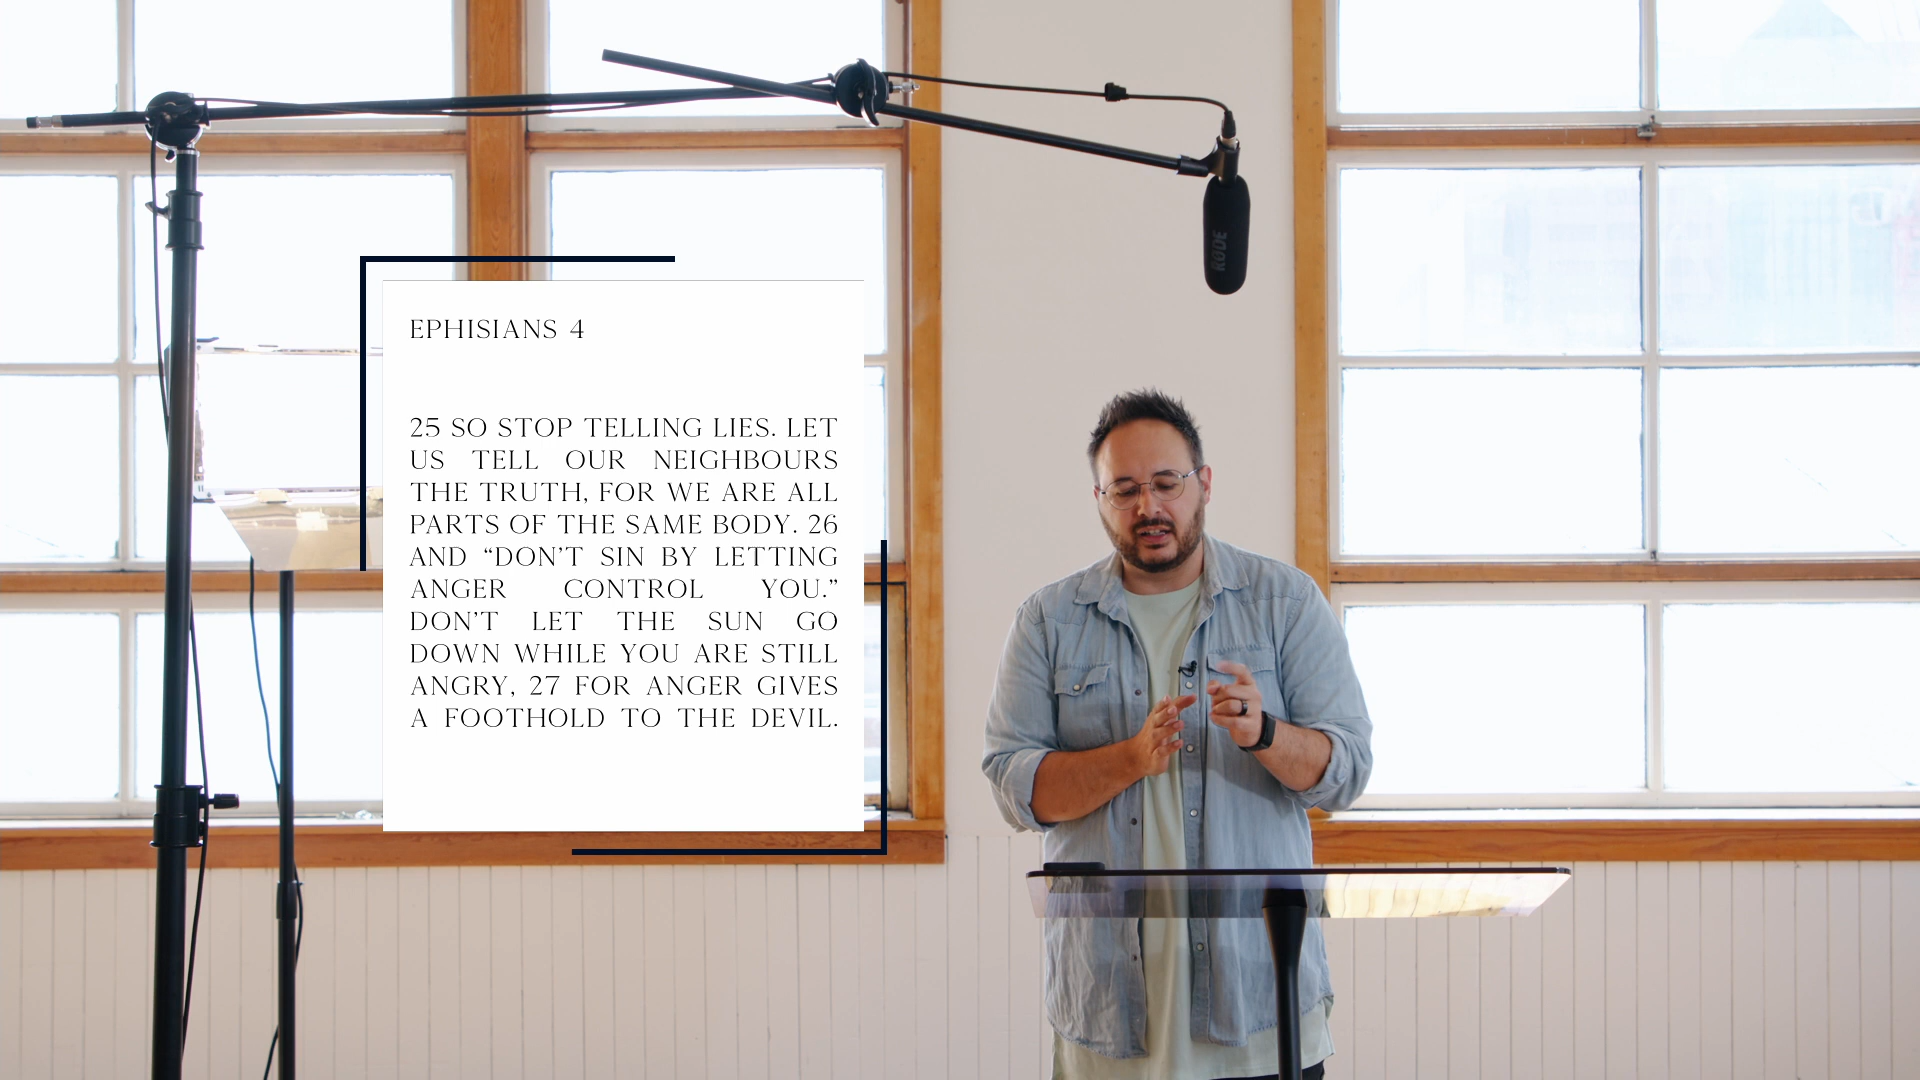 RODE
EPHISIANS 4
25 SO STOP TELLING LIES. LET
US TELL OUR NEIGHBOURS
THE TRUTH, FOR WE ARE ALL
PARTS OF THE SAME BODY. 26
AND “DON’T SIN BY LETTING
ANGER CONTROL YOU.”
DON’T LET THE SUN GO
DOWN WHILE YOU ARE STILL
ANGRY, 27 FOR ANGER GIVES
A FOOTHOLD TO THE DEVIL.